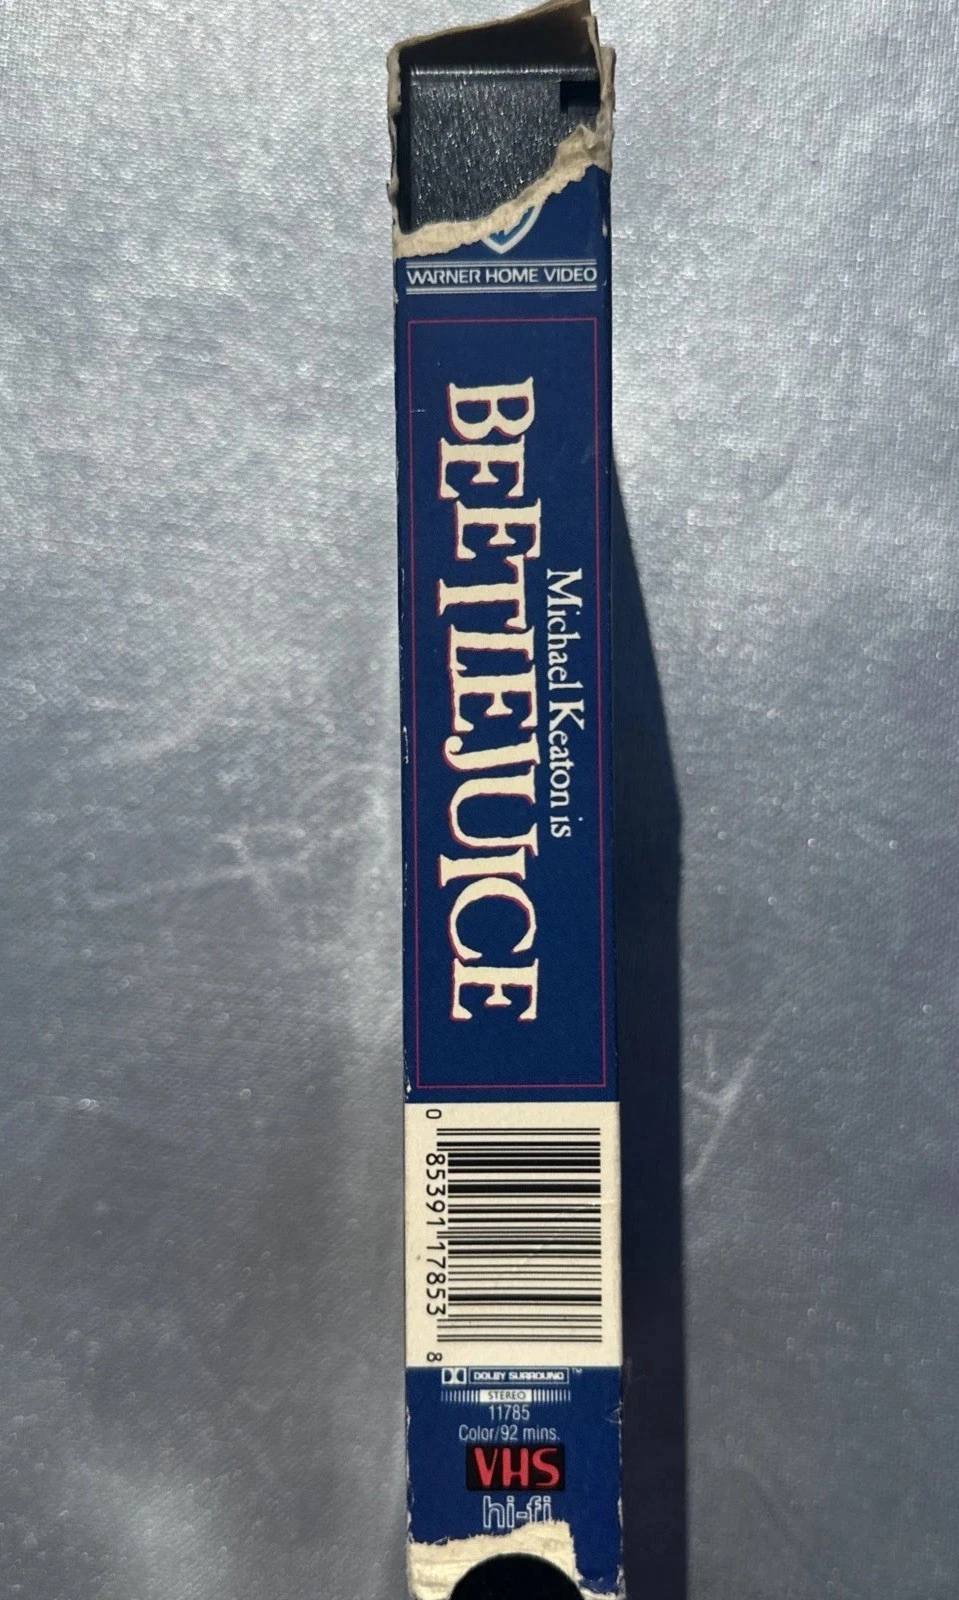 WARNER HOME VIDEO
Michael Keaton is
BEETLEJUICE
0 85391 17853 8
DOLBY SURROUND™
STEREO
11785
Color/92 mins.
VHS
hi-fi